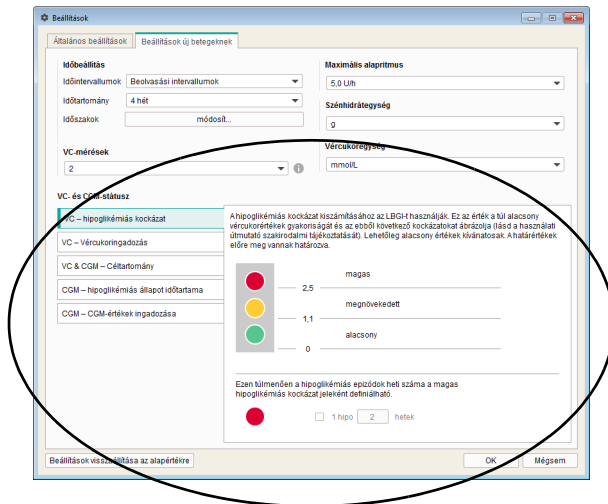 Beállítások
Általános beállítások
Beállítások új betegeknek
Időbeállítás
Időintervallumok
Beolvasási intervallumok
Időtartomány
4 hét
Időszakok
módosít...
VC-mérések
2
Maximális alapritmus
5,0 U/h
Szénhidrátegység
g
Vércukoregység
mmol/L
VC- és CGM-státusz
VC – hipoglikémiás kockázat
VC – Vércukoringadozás
VC & CGM – Céltartomány
CGM – hipoglikémiás állapot időtartama
CGM – CGM-értékek ingadozása
A hipoglikémiás kockázat kiszámításához az LBGI-t használják. Ez az érték a túl alacsony
vércukorértékek gyakoriságát és az ebből következő kockázatokat ábrázolja (lásd a használati
útmutató szakirodalmi tájékoztatását). Lehetőleg alacsony értékek kívánatosak. A határértékek
előre meg vannak határozva.
magas
2,5
megnövekedett
1,1
alacsony
0
Ezen túlmenően a hipoglikémiás epizódok heti száma a magas
hipoglikémiás kockázat jeleként definiálható.
1 hipo 2 hetek
Beállítások visszaállítása az alapértékre
OK
Mégsem